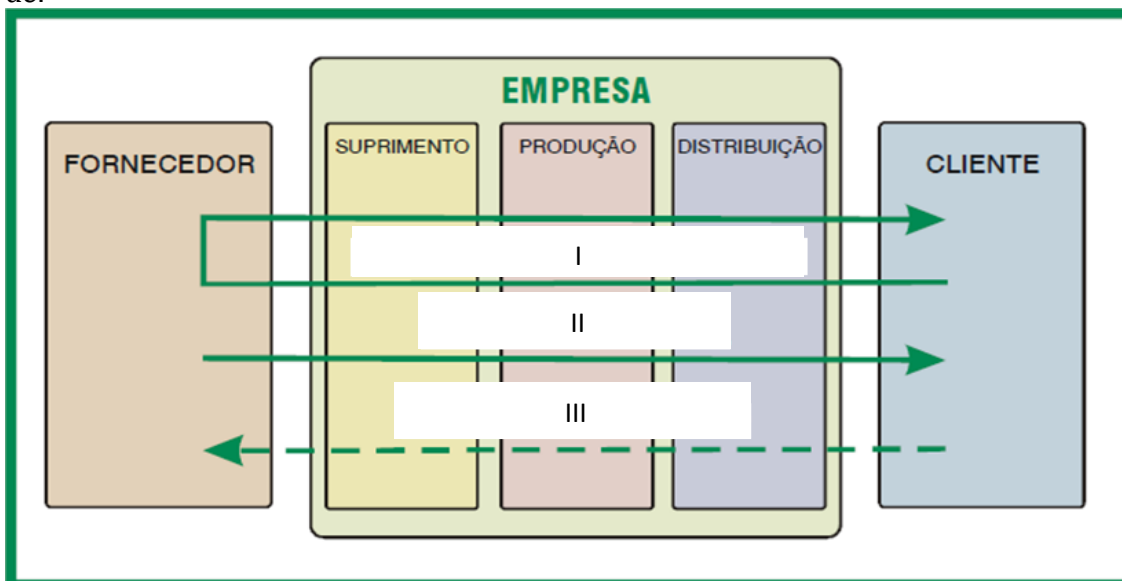 EMPRESA
FORNECEDOR
SUPRIMENTO
PRODUÇÃO
DISTRIBUIÇÃO
CLIENTE
I
II
III